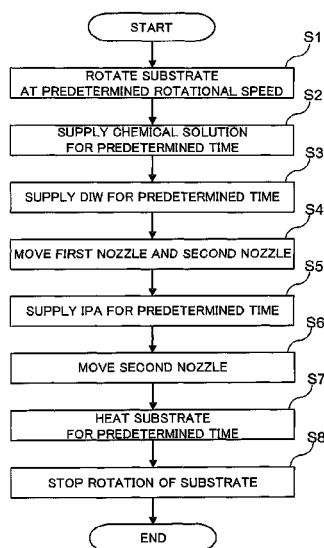 START
S1
ROTATE SUBSTRATE
AT PREDETERMINED ROTATIONAL SPEED
S2
SUPPLY CHEMICAL SOLUTION
FOR PREDETERMINED TIME
S3
SUPPLY DIW FOR PREDETERMINED TIME
S4
MOVE FIRST NOZZLE AND SECOND NOZZLE
S5
SUPPLY IPA FOR PREDETERMINED TIME
S6
MOVE SECOND NOZZLE
S7
HEAT SUBSTRATE
FOR PREDETERMINED TIME
S8
STOP ROTATION OF SUBSTRATE
END